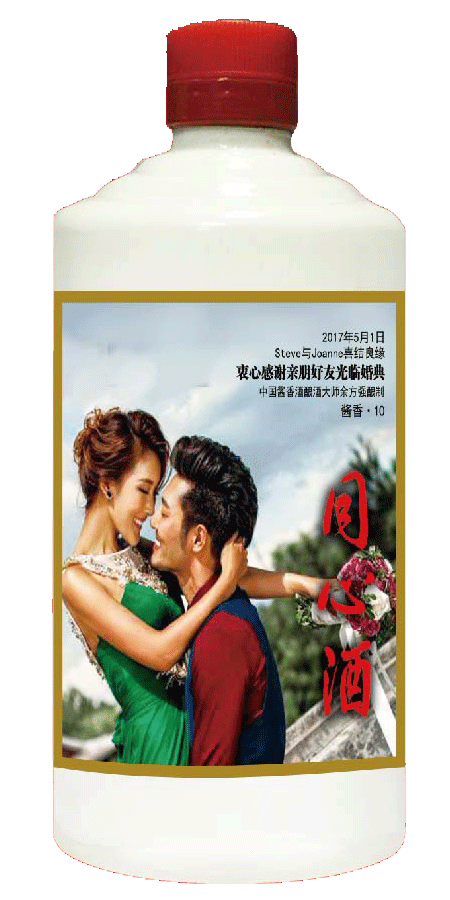 2017年5月1日
Steve与Joanne喜结良缘
衷心感谢亲朋好友光临婚典
中国酱香酒酿酒大师余方强酿制
酱香·10
同心酒